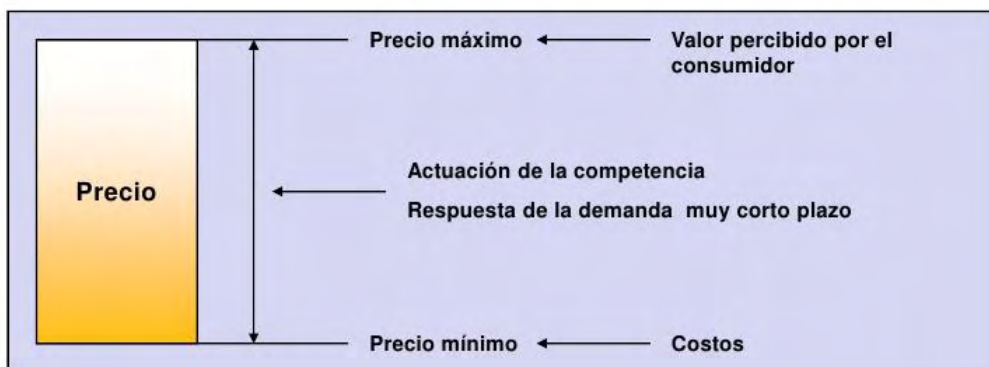 Precio máximo
Valor percibido por el
consumidor
Precio
Actuación de la competencia
Respuesta de la demanda muy corto plazo
Precio mínimo
Costos